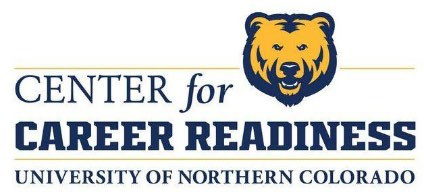 CENTER for
CAREER READINESS
UNIVERSITY OF NORTHERN COLORADO